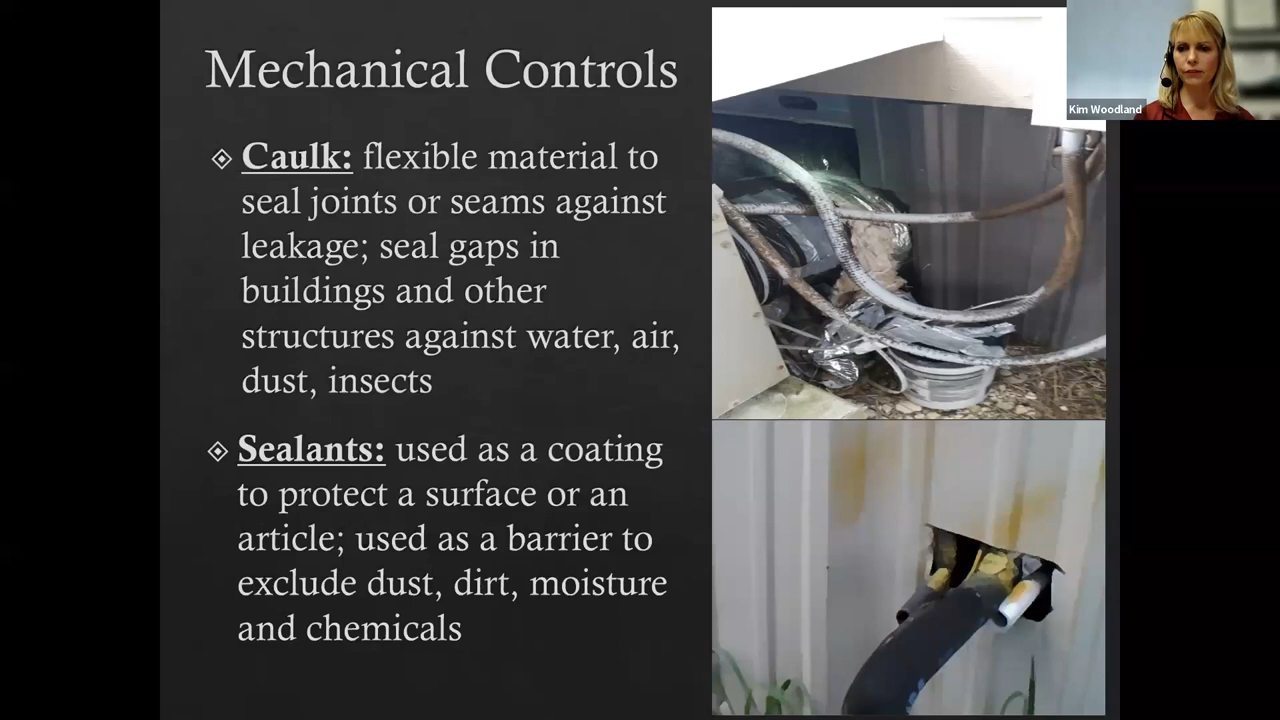 Mechanical Controls
Caulk: flexible material to
seal joints or seams against
leakage; seal gaps in
buildings and other
structures against water, air,
dust, insects
Sealants: used as a coating
to protect a surface or an
article; used as a barrier to
exclude dust, dirt, moisture
and chemicals
Kim Woodland